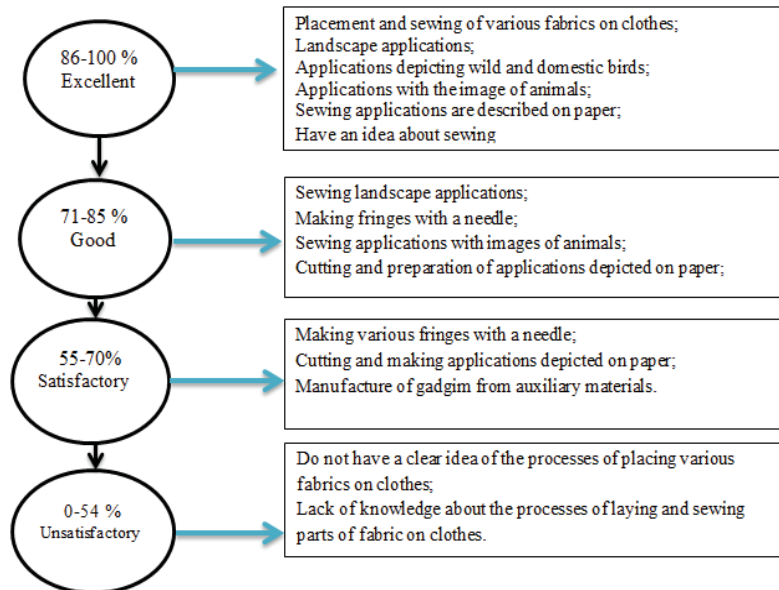 86-100 %
Excellent
Placement and sewing of various fabrics on clothes;
Landscape applications;
Applications depicting wild and domestic birds;
Applications with the image of animals;
Sewing applications are described on paper;
Have an idea about sewing
71-85 %
Good
Sewing landscape applications;
Making fringes with a needle;
Sewing applications with images of animals;
Cutting and preparation of applications depicted on paper;
55-70%
Satisfactory
Making various fringes with a needle;
Cutting and making applications depicted on paper;
Manufacture of gadgim from auxiliary materials.
0-54 %
Unsatisfactory
Do not have a clear idea of the processes of placing various
fabrics on clothes;
Lack of knowledge about the processes of laying and sewing
parts of fabric on clothes.